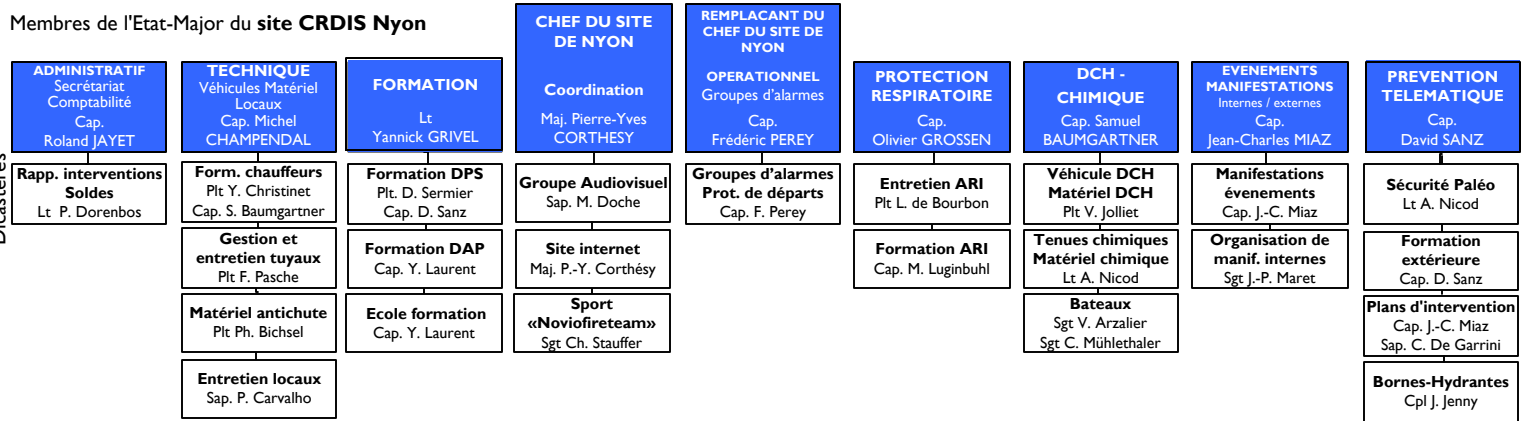 Membres de l'Etat-Major du site CRDIS Nyon
Dicastères
ADMINISTRATIF
Secrétariat
Comptabilité
Cap.
Roland JAYET
Rapp. interventions
Soldes
Lt P. Dorenbos
TECHNIQUE
Véhicules Matériel
Locaux
Cap. Michel
CHAMPENDAL
Form. chauffeurs
Plt Y. Christinet
Cap. S. Baumgartner
Gestion et
entretien tuyaux
Plt F. Pasche
Matériel antichute
Plt Ph. Bichsel
Entretien locaux
Sap. P. Carvalho
FORMATION
Lt
Yannick GRIVEL
Formation DPS
Plt. D. Sermier
Cap. D. Sanz
Formation DAP
Cap. Y. Laurent
Ecole formation
Cap. Y. Laurent
CHEF DU SITE
DE NYON
Coordination
Maj. Pierre-Yves
CORTHESY
Groupe Audiovisuel
Sap. M. Doche
Site internet
Maj. P.-Y. Corthésy
Sport
«Noviofireteam»
Sgt Ch. Stauffer
REMPLACANT DU
CHEF DU SITE DE
NYON
OPERATIONNEL
Groupes d'alarmes
Cap.
Frédéric PEREY
Groupes d'alarmes
Prot. de départs
Cap. F. Perey
PROTECTION
RESPIRATOIRE
Cap.
Olivier GROSSEN
Entretien ARI
Plt L. de Bourbon
Formation ARI
Cap. M. Luginbuhl
DCH -
CHIMIQUE
Cap. Samuel
BAUMGARTNER
Véhicule DCH
Matériel DCH
Plt V. Jolliet
Tenues chimiques
Matériel chimique
Lt A. Nicod
Bateaux
Sgt V. Arzalier
Sgt C. Mühlethaler
EVENEMENTS
MANIFESTATIONS
Internes / externes
Cap.
Jean-Charles MIAZ
Manifestations
évenements
Cap. J.-C. Miaz
Organisation de
manif. internes
Sgt J.-P. Maret
PREVENTION
TELEMATIQUE
Cap.
David SANZ
Sécurité Paléo
Lt A. Nicod
Formation
extérieure
Cap. D. Sanz
Plans d'intervention
Cap. J.-C. Miaz
Sap. C. De Garrini
Bornes-Hydrantes
Cpl J. Jenny